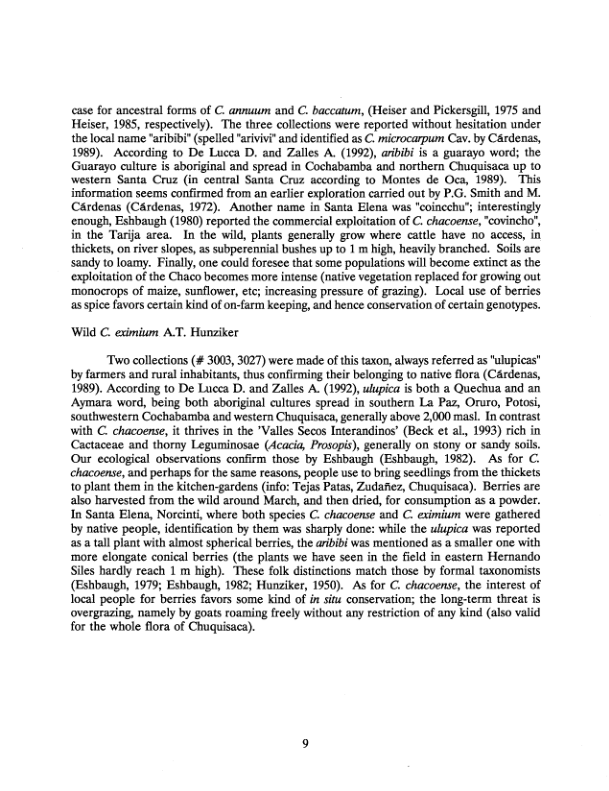 case for ancestral forms of C. annuum and C. baccatum, (Heiser and Pickersgill, 1975 and
Heiser, 1985, respectively). The three collections were reported without hesitation under
the local name "aribibi" (spelled "arivivi" and identified as C. microcarpum Cav. by Cárdenas,
1989). According to De Lucca D. and Zalles A. (1992), aribibi is a guarayo word; the
Guarayo culture is aboriginal and spread in Cochabamba and northern Chuquisaca up to
western Santa Cruz (in central Santa Cruz according to Montes de Oca, 1989). This
information seems confirmed from an earlier exploration carried out by P.G. Smith and M.
Cárdenas (Cárdenas, 1972). Another name in Santa Elena was "coincchu"; interestingly
enough, Eshbaugh (1980) reported the commercial exploitation of C. chacoense, "covincho",
in the Tarija area. In the wild, plants generally grow where cattle have no access, in
thickets, on river slopes, as subperennial bushes up to 1 m high, heavily branched. Soils are
sandy to loamy. Finally, one could foresee that some populations will become extinct as the
exploitation of the Chaco becomes more intense (native vegetation replaced for growing out
monocrops of maize, sunflower, etc; increasing pressure of grazing). Local use of berries
as spice favors certain kind of on-farm keeping, and hence conservation of certain genotypes.
Wild C. eximium A.T. Hunziker
Two collections (# 3003, 3027) were made of this taxon, always referred as "ulupicas"
by farmers and rural inhabitants, thus confirming their belonging to native flora (Cárdenas,
1989). According to De Lucca D. and Zalles A. (1992), ulupica is both a Quechua and an
Aymara word, being both aboriginal cultures spread in southern La Paz, Oruro, Potosi,
southwestern Cochabamba and western Chuquisaca, generally above 2,000 masl. In contrast
with C. chacoense, it thrives in the 'Valles Secos Interandinos' (Beck et al., 1993) rich in
Cactaceae and thorny Leguminosae (Acacia, Prosopis), generally on stony or sandy soils.
Our ecological observations confirm those by Eshbaugh (Eshbaugh, 1982). As for C.
chacoense, and perhaps for the same reasons, people use to bring seedlings from the thickets
to plant them in the kitchen-gardens (info: Tejas Patas, Zudañez, Chuquisaca). Berries are
also harvested from the wild around March, and then dried, for consumption as a powder.
In Santa Elena, Norcinti, where both species C. chacoense and C. eximium were gathered
by native people, identification by them was sharply done: while the ulupica was reported
as a tall plant with almost spherical berries, the aribibi was mentioned as a smaller one with
more elongate conical berries (the plants we have seen in the field in eastern Hernando
Siles hardly reach 1 m high). These folk distinctions match those by formal taxonomists
(Eshbaugh, 1979; Eshbaugh, 1982; Hunziker, 1950). As for C. chacoense, the interest of
local people for berries favors some kind of in situ conservation; the long-term threat is
overgrazing, namely by goats roaming freely without any restriction of any kind (also valid
for the whole flora of Chuquisaca).
9